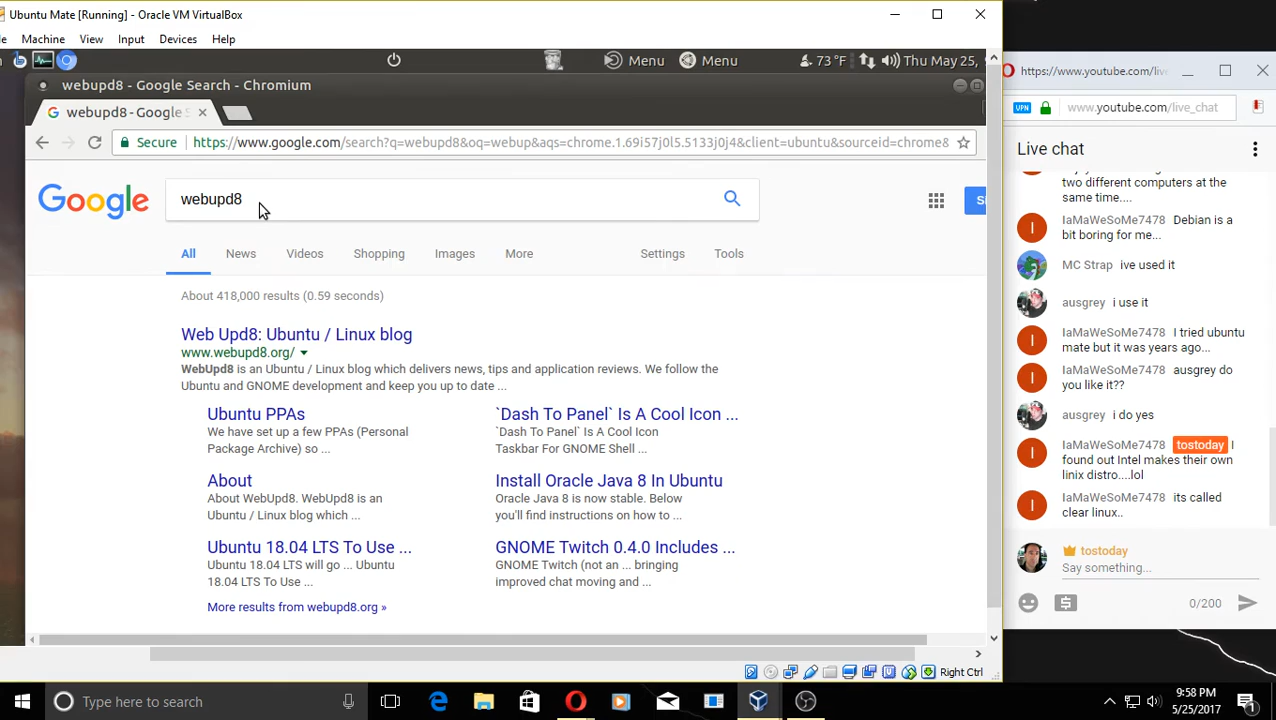 Ubuntu Mate [Running] - Oracle VM VirtualBox
Machine View Input Devices Help
Menu Menu 73 °F Thu May 25,
webupd8 - Google Search - Chromium
webupd8 - Google S
Secure https://www.google.com/search?q=webupd8&oq=webup&aqs=chrome.1.69i57j0l5.5133j0j4&client=ubuntu&sourceid=chrome&
Google webupd8
All News Videos Shopping Images More Settings Tools
About 418,000 results (0.59 seconds)
Web Upd8: Ubuntu / Linux blog
www.webupd8.org/
WebUpd8 is an Ubuntu / Linux blog which delivers news, tips and application reviews. We follow the
Ubuntu and GNOME development and keep you up to date ...
Ubuntu PPAs
We have set up a few PPAs (Personal
Package Archive) so ...
`Dash To Panel` Is A Cool Icon ...
`Dash To Panel` Is A Cool Icon
Taskbar For GNOME Shell ...
About
About WebUpd8. WebUpd8 is an
Ubuntu / Linux blog which ...
Install Oracle Java 8 In Ubuntu
Oracle Java 8 is now stable. Below
you'll find instructions on how to ...
Ubuntu 18.04 LTS To Use ...
Ubuntu 18.04 LTS will go ... Ubuntu
18.04 LTS To Use ...
GNOME Twitch 0.4.0 Includes ...
GNOME Twitch (not an ... bringing
improved chat moving and ...
More results from webupd8.org »
Right Ctrl
https://www.youtube.com/live
VPN www.youtube.com/live_chat
Live chat
two different computers at the
same time....
IaMaWeSoMe7478 Debian is a
bit boring for me...
MC Strap ive used it
ausgrey i use it
IaMaWeSoMe7478 I tried ubuntu
mate but it was years ago...
IaMaWeSoMe7478 ausgrey do
you like it??
ausgrey i do yes
IaMaWeSoMe7478 tostoday I
found out Intel makes their own
linix distro....lol
IaMaWeSoMe7478 its called
clear linux..
tostoday
Say something...
0/200
Type here to search
9:58 PM
5/25/2017
1